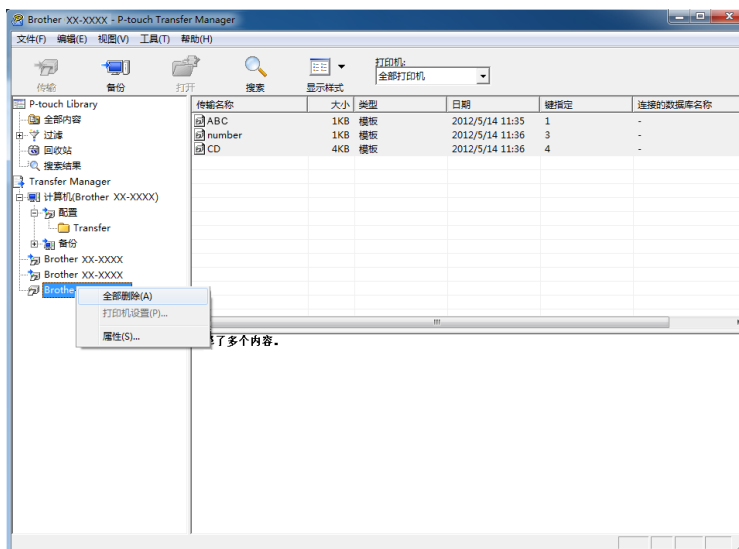 Brother XX-XXXX - P-touch Transfer Manager
文件(F) 编辑(E) 视图(V) 工具(T) 帮助(H)
传输 备份 打开 搜索 显示样式 打印机:
全部打印机
P-touch Library
全部内容
过滤
回收站
搜索结果
Transfer Manager
计算机(Brother XX-XXXX)
配置
Transfer
备份
Brother XX-XXXX
Brother XX-XXXX
Brothe
全部删除(A)
打印机设置(P)...
属性(S)...
传输名称 大小 类型 日期 键指定 连接的数据库名称
ABC 1KB 模板 2012/5/14 11:35 1 -
number 1KB 模板 2012/5/14 11:36 3 -
CD 4KB 模板 2012/5/14 11:36 4 -
了多个内容。